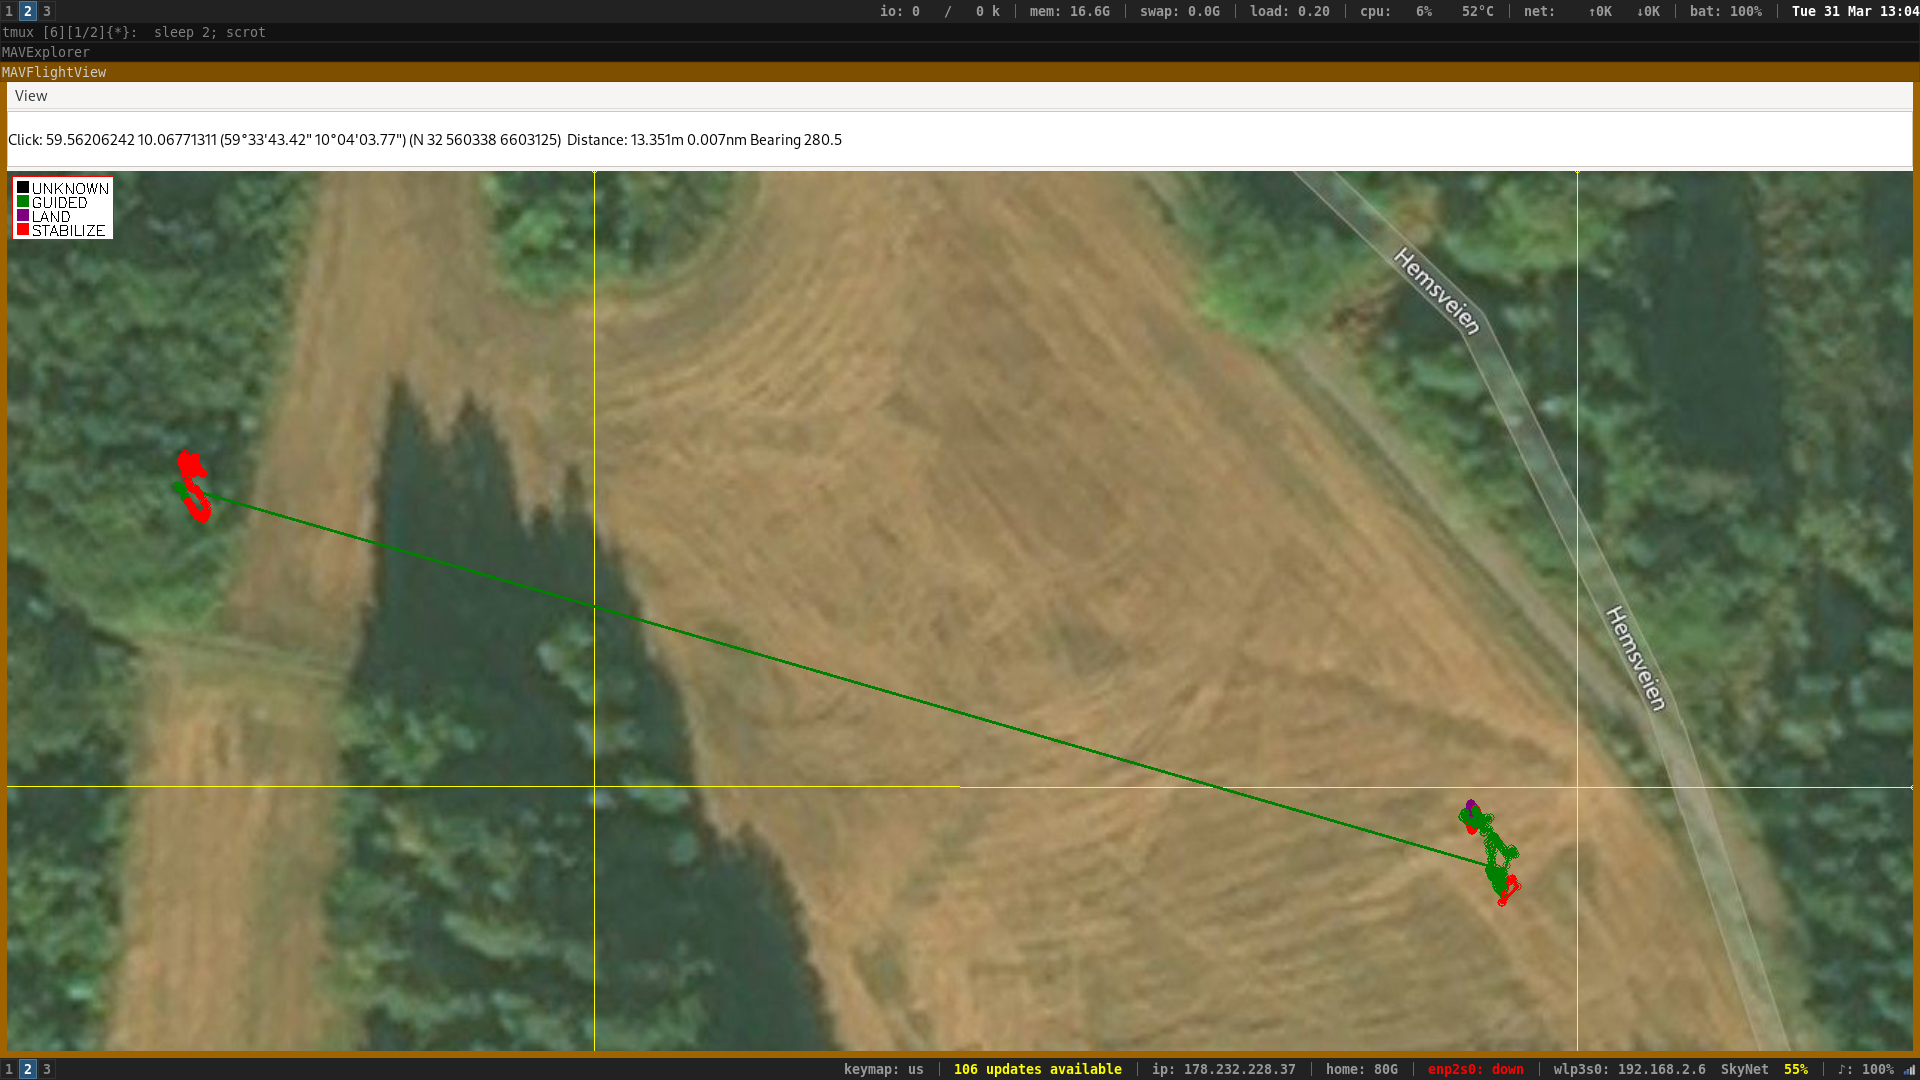 1 2 3 io: 0 / 0 k | mem: 16.6G | swap: 0.0G | load: 0.20 | cpu: 6% 52°C | net: ↑0K ↓0K | bat: 100% | Tue 31 Mar 13:04
tmux [6][1/2]{*}: sleep 2; scrot
MAVExplorer
MAVFlightView
View
Click: 59.56206242 10.06771311 (59°33'43.42" 10°04'03.77") (N 32 560338 6603125) Distance: 13.351m 0.007nm Bearing 280.5
UNKNOWN
GUIDED
LAND
STABILIZE
Hemsveien
Hemsveien
1 2 3 keymap: us | 106 updates available | ip: 178.232.228.37 | home: 80G | enp2s0: down | wlp3s0: 192.168.2.6 SkyNet 55% | ♪: 100%